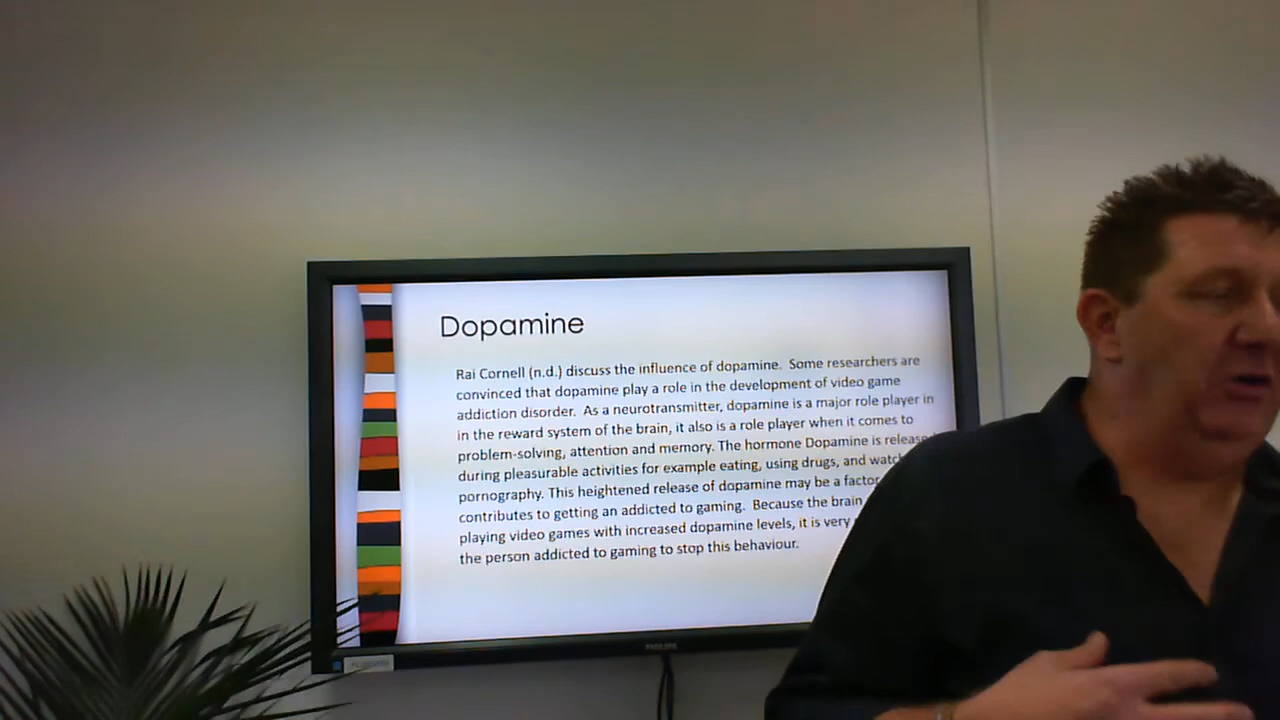 Dopamine
Rai Cornell (n.d.) discuss the influence of dopamine. Some researchers are
convinced that dopamine play a role in the development of video game
addiction disorder. As a neurotransmitter, dopamine is a major role player in
in the reward system of the brain, it also is a role player when it comes to
problem-solving, attention and memory. The hormone Dopamine is
during pleasurable activities for example eating, using drugs, and
pornography. This heightened release of dopamine may be a factor
contributes to getting an addicted to gaming. Because the brain
playing video games with increased dopamine levels, it is very
the person addicted to gaming to stop this behaviour.
PHILIPS